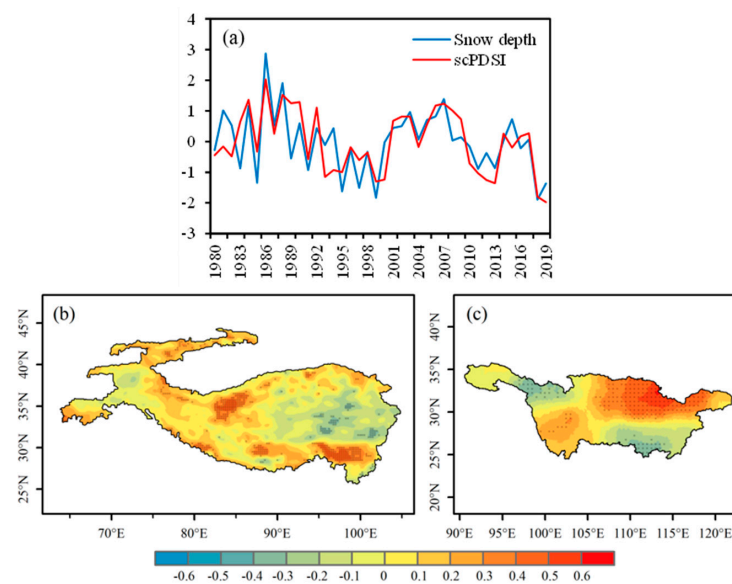 (a)
Snow depth
scPDSI
4
3
2
1
0
-1
-2
-3
1980
1983
1986
1989
1992
1995
1998
2001
2004
2007
2010
2013
2016
2019
(b)
45°N
40°N
35°N
30°N
25°N
70°E 80°E 90°E 100°E
(c)
40°N
35°N
30°N
25°N
20°N
90°E 95°E 100°E 105°E 110°E 115°E 120°E
-0.6 -0.5 -0.4 -0.2 -0.1 0 0.1 0.2 0.3 0.4 0.5 0.6